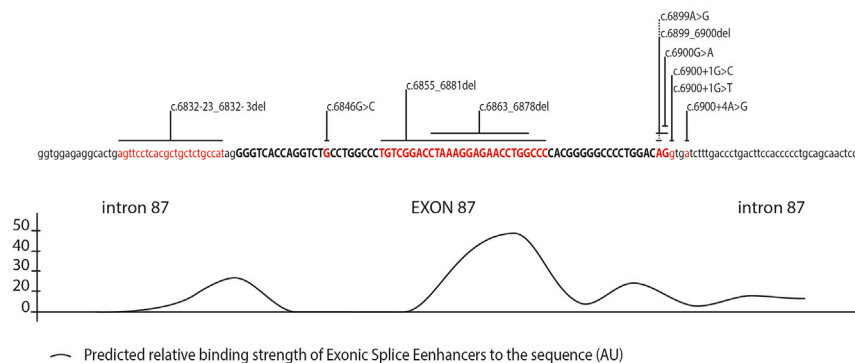 c.6899A>G
c.6899_6900del
c.6900G>A
c.6900+1G>C
c.6855_6881del
c.6900+1G>T
c.6832-23_6832- 3del
c.6846G>C
c.6863_6878del
c.6900+4A>G
ggtggagaggcactgagttcctcacgctgctctgccatagGGGTCACCAGGTCTGCCTGGCCCTGTCGGACCTAAAGGAGAACCTGGCCCCACGGGGGCCCCTGGACAGgtgatctttgaccctgacttccaccccctgcagcaactcc
intron 87
EXON 87
intron 87
50
40
30
20
0
Predicted relative binding strength of Exonic Splice Eenhancers to the sequence (AU)